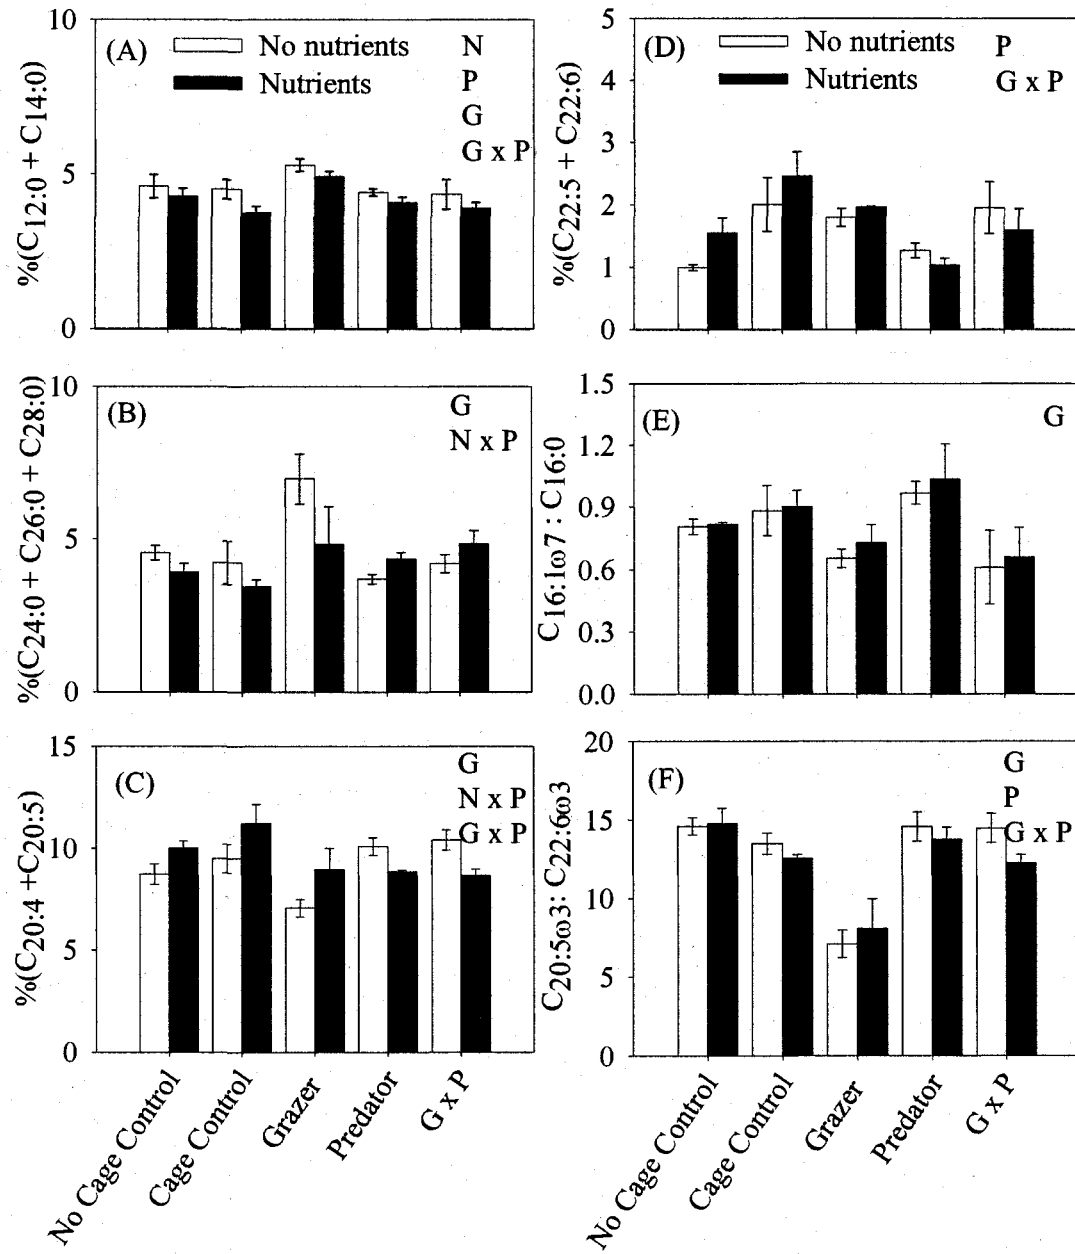 (A)
No nutrients
Nutrients
N
P
G
G x P
%(C12:0 + C14:0)
10
5
0
(D)
No nutrients
Nutrients
P
G x P
%(C22:5 + C22:6)
5
4
3
2
1
0
(B)
G
N x P
%(C24:0 + C26:0 + C28:0)
10
5
0
(E)
G
C16:1ω7 : C16:0
1.5
1.2
0.9
0.6
0.3
0.0
(C)
G
N x P
G x P
%(C20:4 +C20:5)
15
10
5
0
No Cage Control
Cage Control
Grazer
Predator
G x P
(F)
G
P
G x P
C20:5ω3: C22:6ω3
20
15
10
5
0
No Cage Control
Cage Control
Grazer
Predator
G x P